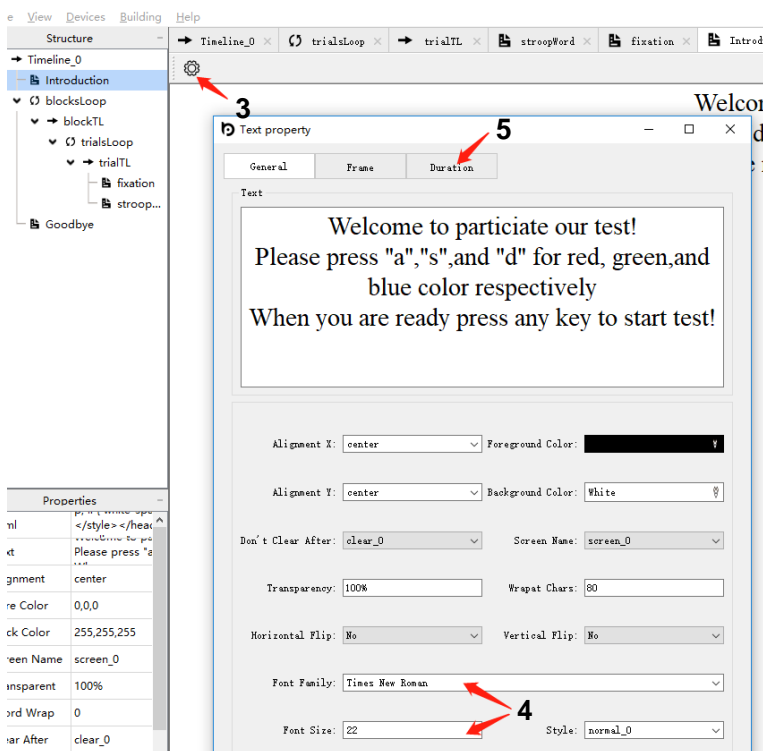 e View Devices Building Help
Structure
Timeline_0 trialsLoop trialTL stroopWord fixation Introd
Timeline_0
Introduction
blocksLoop
blockTL
trialsLoop
trialTL
fixation
stroop...
Goodbye
3
Welcon
Text property
5
General Frame Duration
Text
Welcome to particiate our test!
Please press "a","s",and "d" for red, green,and
blue color respectively
When you are ready press any key to start test!
Alignment X: center Foreground Color:
Alignment Y: center Background Color: White
Don't Clear After: clear_0 Screen Name: screen_0
Transparency: 100% Wrapat Chars: 80
Horizontal Flip: No Vertical Flip: No
Font Family: Times New Roman
4
Font Size: 22 Style: normal_0
Properties
ml </style></head
xt Please press "a
gnment center
re Color 0,0,0
ck Color 255,255,255
reen Name screen_0
ansparent 100%
ord Wrap 0
ear After clear_0